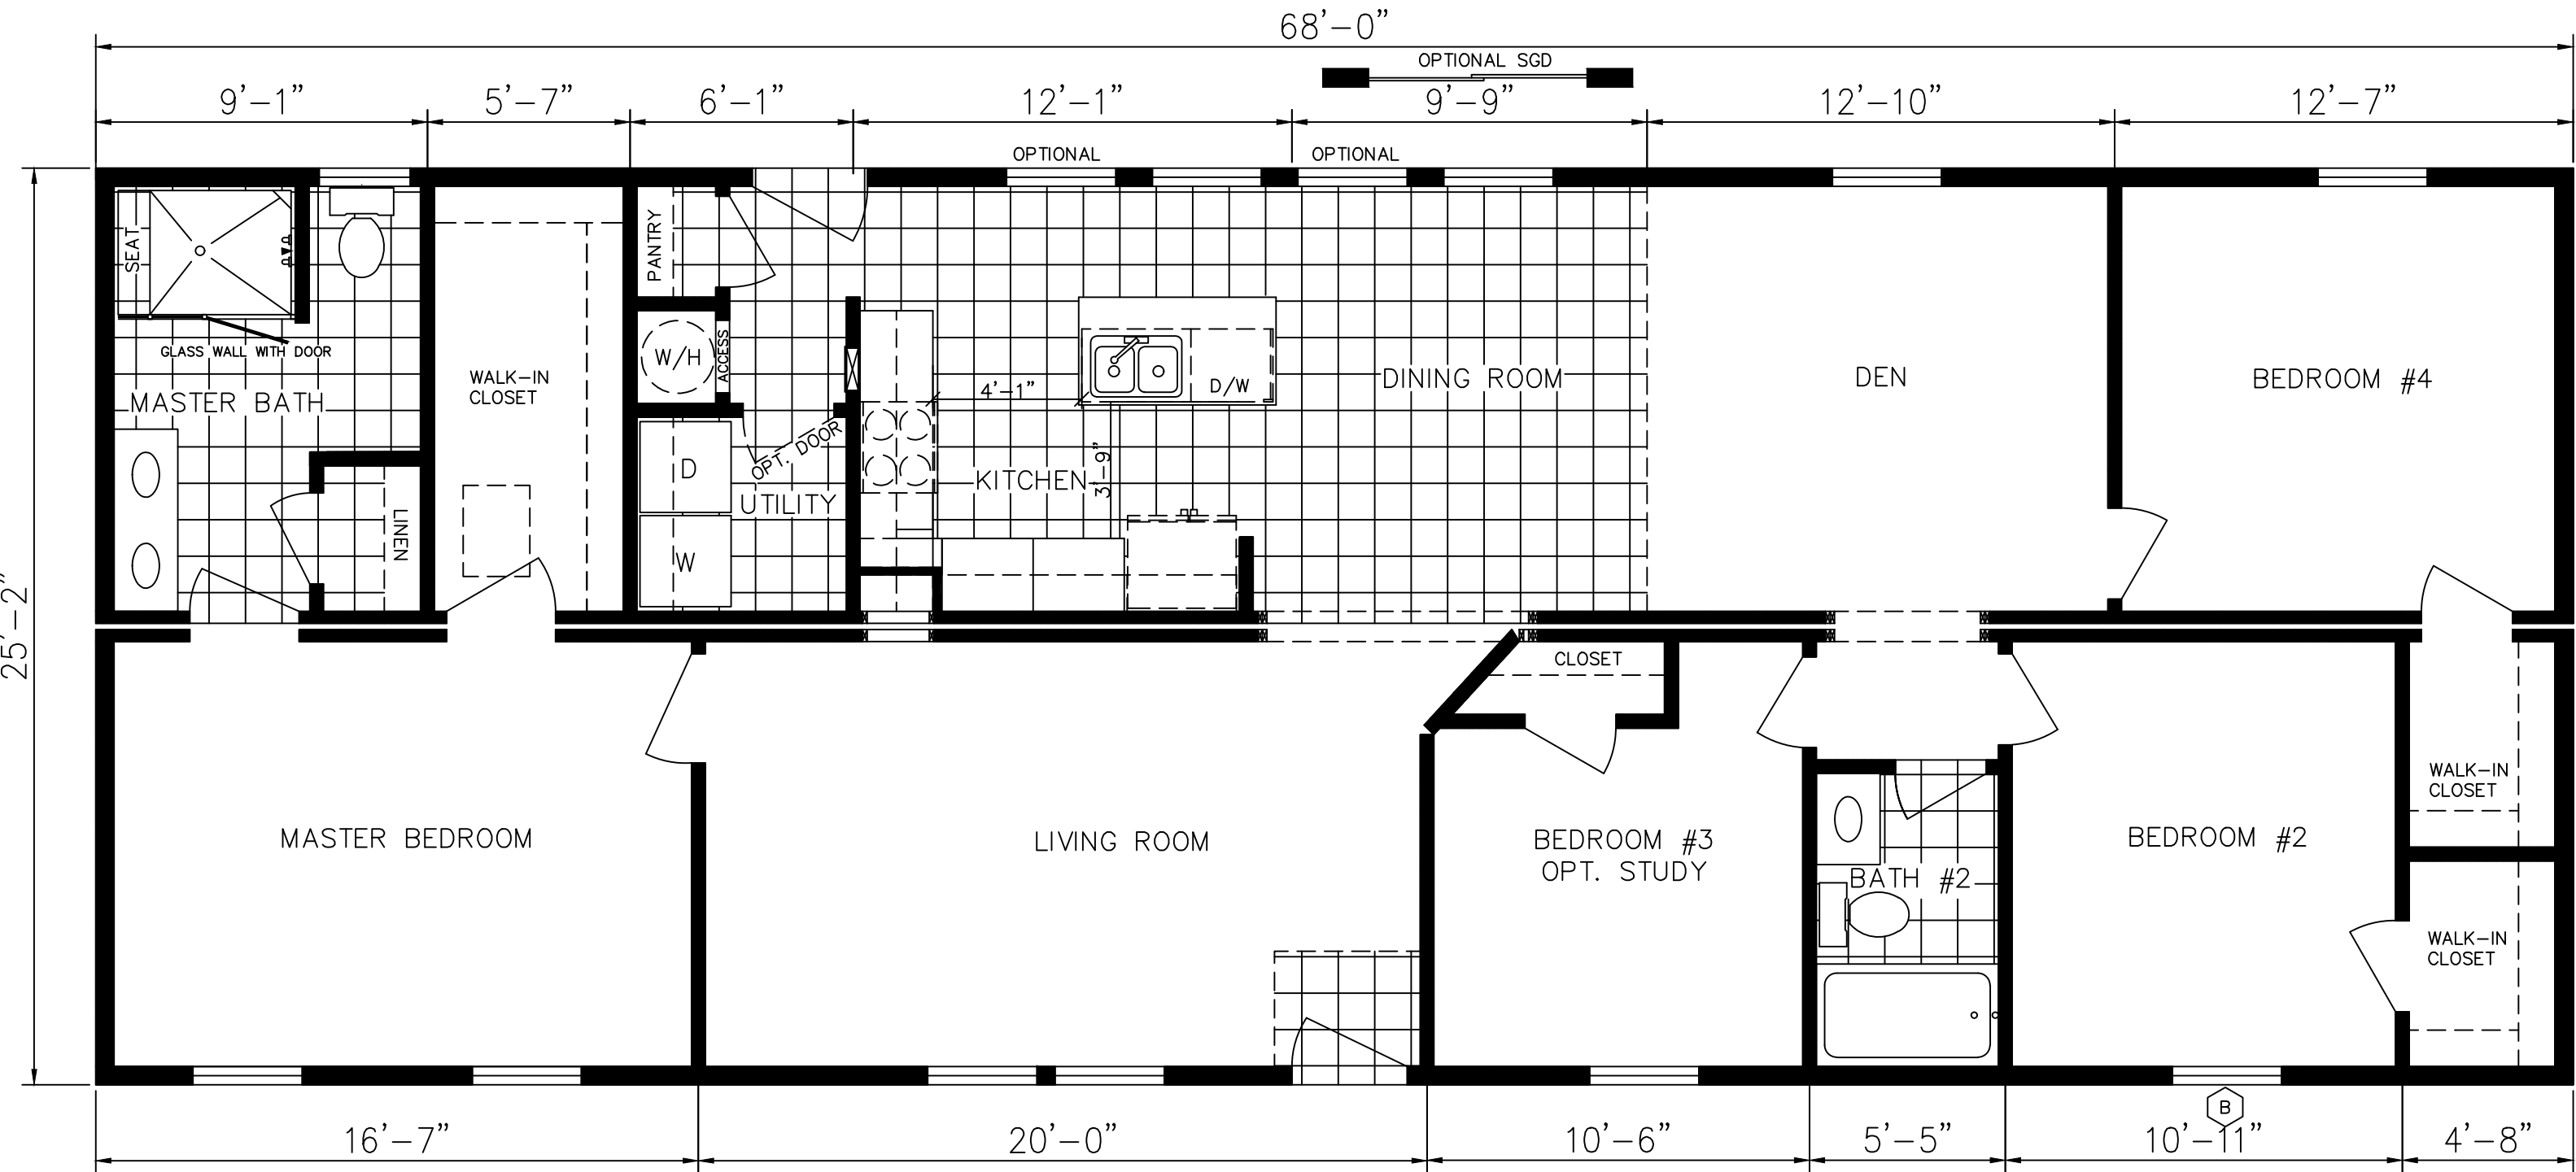 68'-0"
OPTIONAL SGD
9'-1"
5'-7"
6'-1"
12'-1"
9'-9"
12'-10"
12'-7"
OPTIONAL
OPTIONAL
SEAT
GLASS WALL WITH DOOR
MASTER BATH
LINEN
WALK-IN
CLOSET
PANTRY
W/H
ACCESS
OPT. DOOR
D
UTILITY
W
4'-1"
D/W
3'-9"
KITCHEN
DINING ROOM
DEN
BEDROOM #4
25'-2"
MASTER BEDROOM
LIVING ROOM
CLOSET
BEDROOM #3
OPT. STUDY
BATH #2
BEDROOM #2
WALK-IN
CLOSET
WALK-IN
CLOSET
B
16'-7"
20'-0"
10'-6"
5'-5"
10'-11"
4'-8"